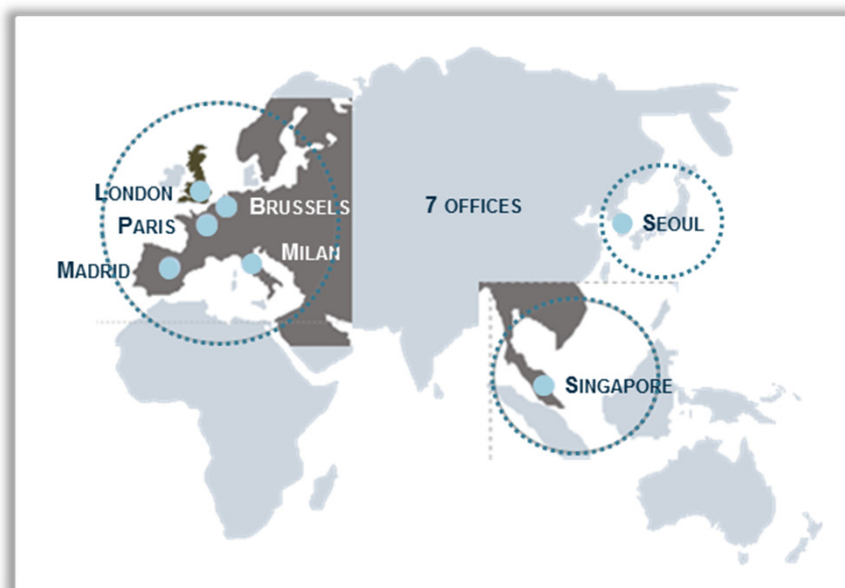 LONDON
BRUSSELS
PARIS
MILAN
MADRID
7 OFFICES
SEOUL
SINGAPORE